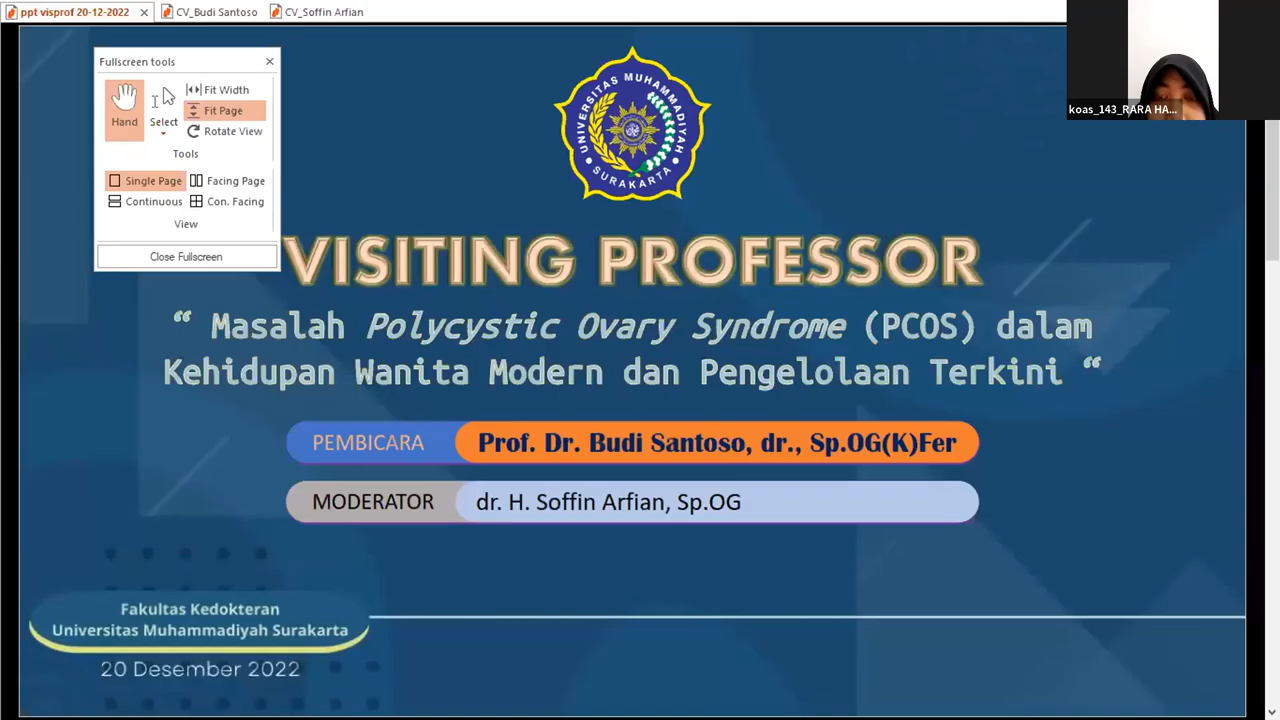 ppt visprof 20-12-2022
CV_Budi Santoso
CV_Soffin Arfian
Fullscreen tools
Hand
Select
Fit Width
Fit Page
Rotate View
Tools
Single Page
Facing Page
Continuous
Con. Facing
View
Close Fullscreen
koas_143_RARA HA...
UNIVERSITAS MUHAMMADIYAH
SURAKARTA
VISITING PROFESSOR
“ Masalah Polycystic Ovary Syndrome (PCOS) dalam
Kehidupan Wanita Modern dan Pengelolaan Terkini “
PEMBICARA Prof. Dr. Budi Santoso, dr., Sp.OG(K)Fer
MODERATOR dr. H. Soffin Arfian, Sp.OG
Fakultas Kedokteran
Universitas Muhammadiyah Surakarta
20 Desember 2022